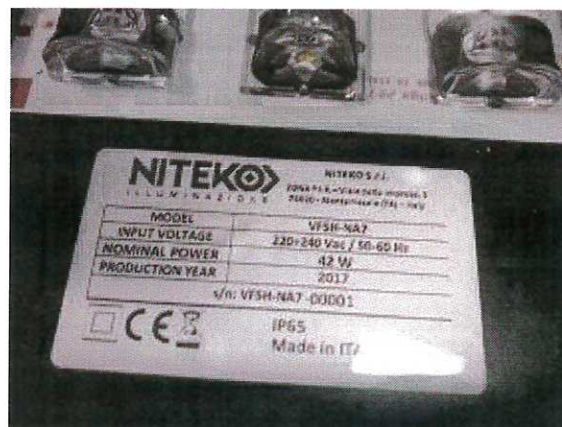 NITEKO
ILLUMINAZIONE
NITEKO S.r.l.
MODEL VFSH-NA7
INPUT VOLTAGE 220÷240 Vac / 50-60 Hz
NOMINAL POWER 42 W
PRODUCTION YEAR 2017
s/n: VFSH-NA7-00001
CE
IP65
Made in ITA